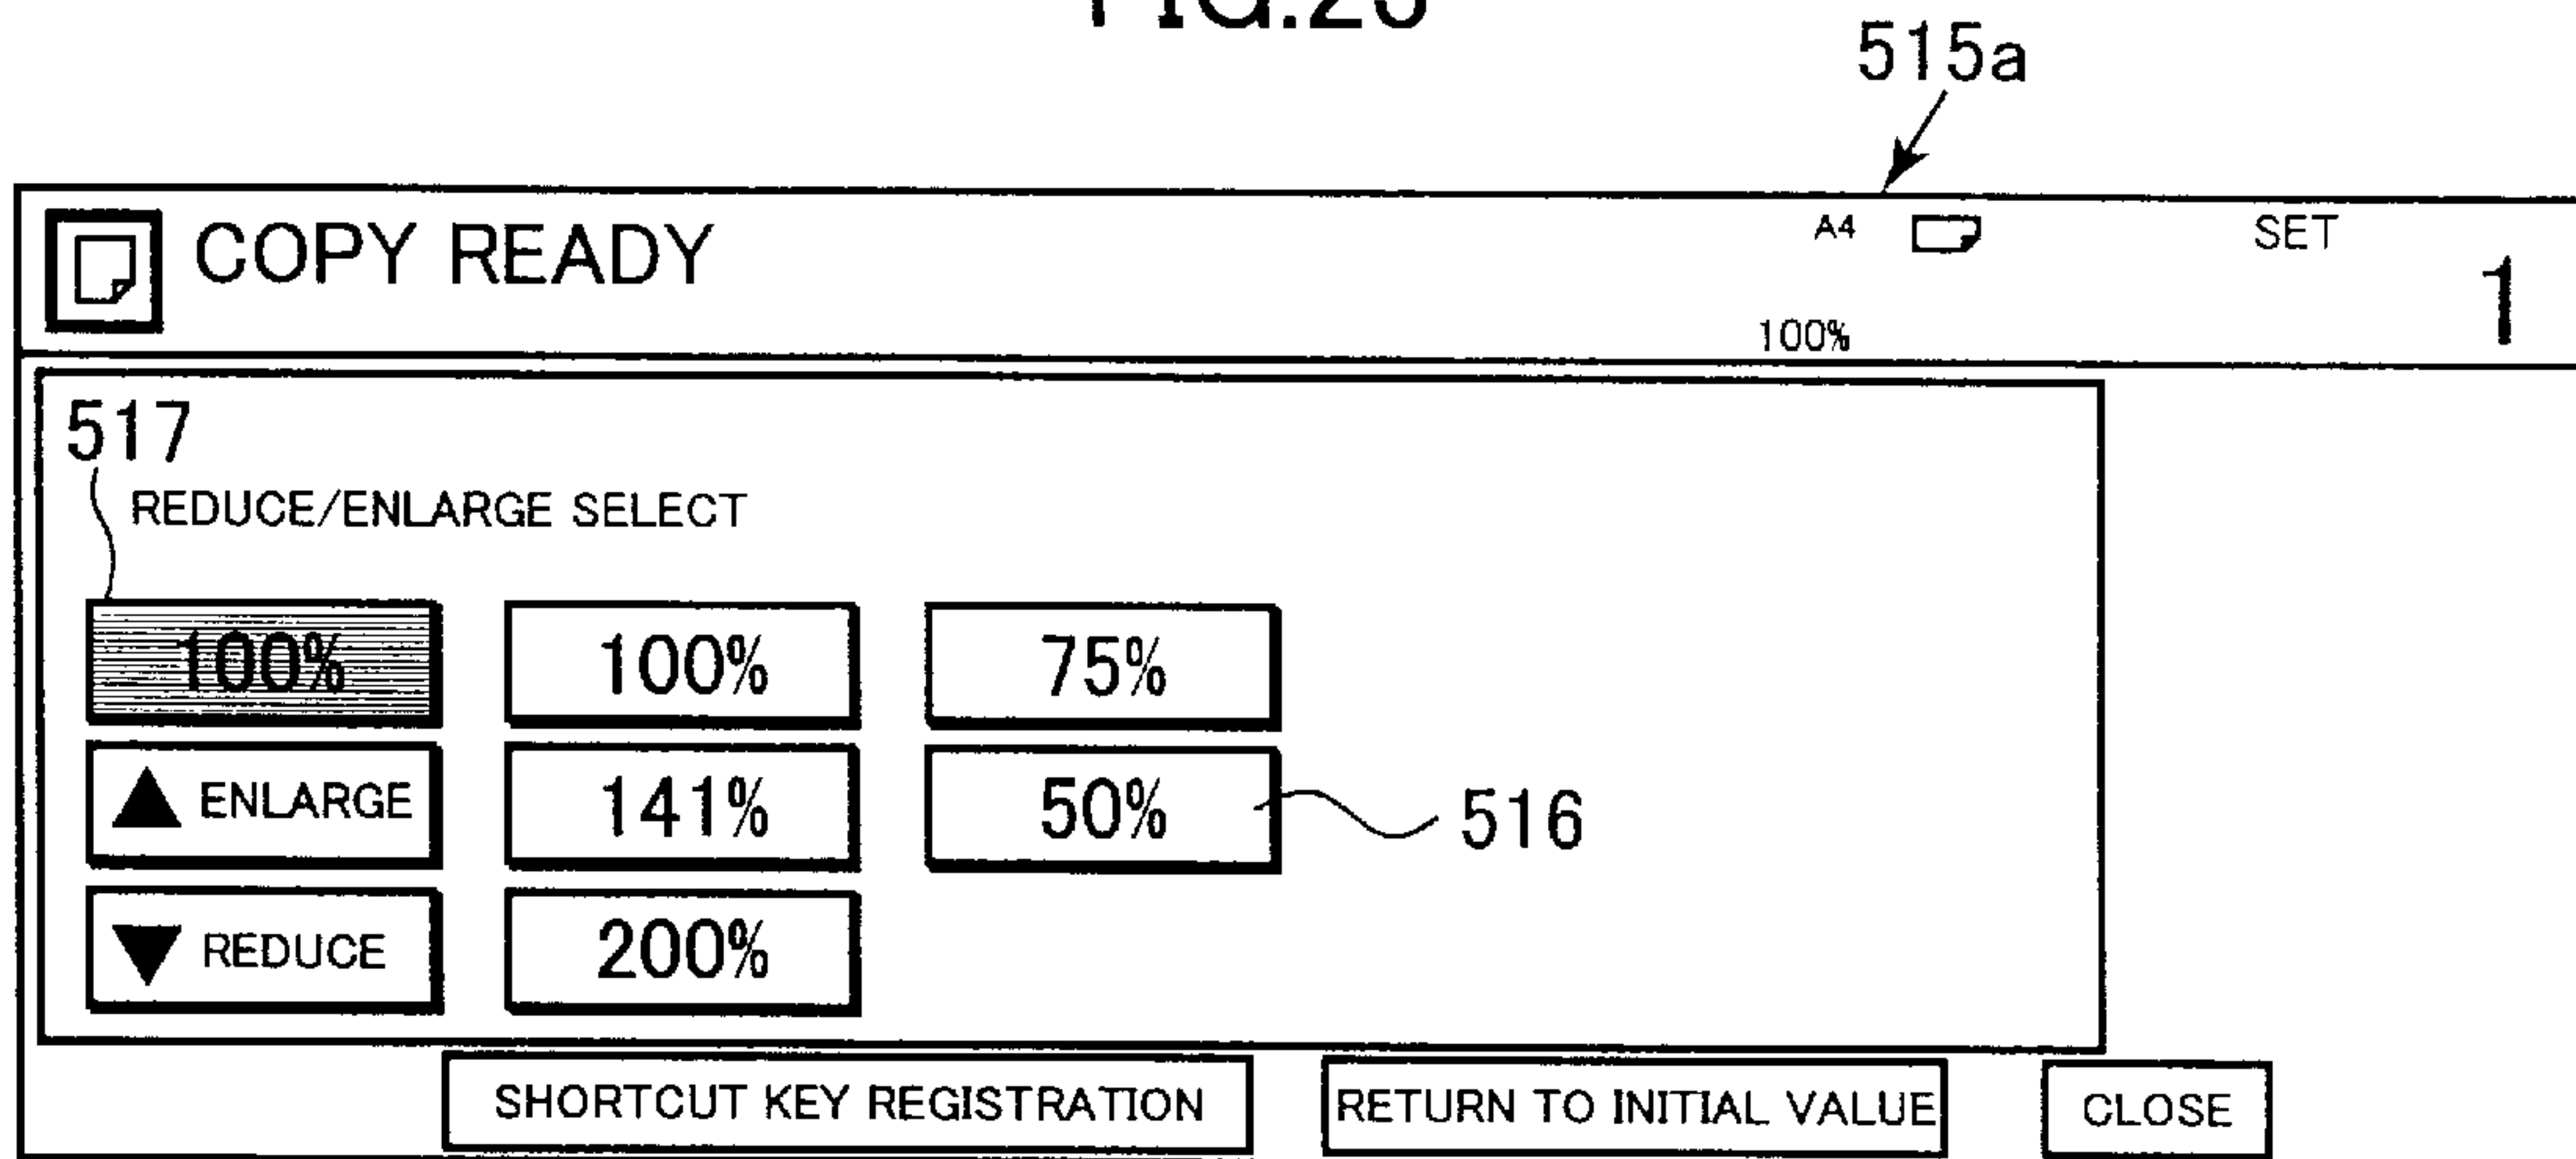 515a
COPY READY
A4
SET
1
100%
517
REDUCE/ENLARGE SELECT
100% 100% 75%
▲ ENLARGE 141% 50% 516
▼ REDUCE 200%
SHORTCUT KEY REGISTRATION RETURN TO INITIAL VALUE CLOSE